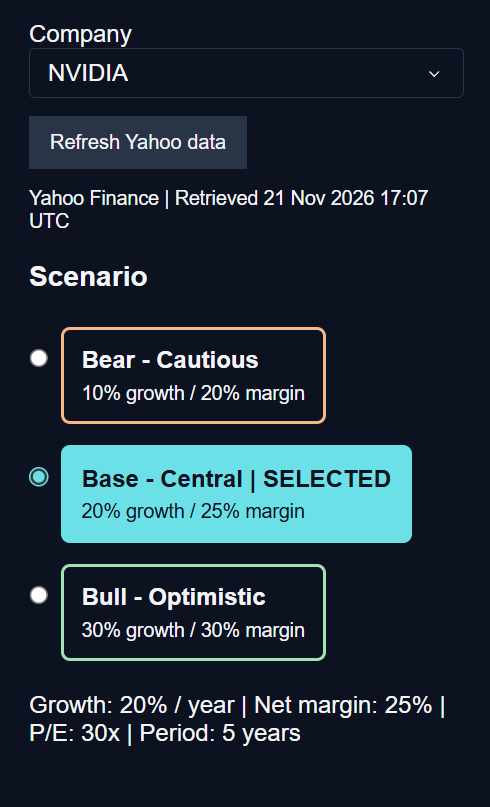 Company
NVIDIA
Refresh Yahoo data
Yahoo Finance | Retrieved 21 Nov 2026 17:07
UTC
Scenario
Bear - Cautious
10% growth / 20% margin
Base - Central | SELECTED
20% growth / 25% margin
Bull - Optimistic
30% growth / 30% margin
Growth: 20% / year | Net margin: 25% |
P/E: 30x | Period: 5 years